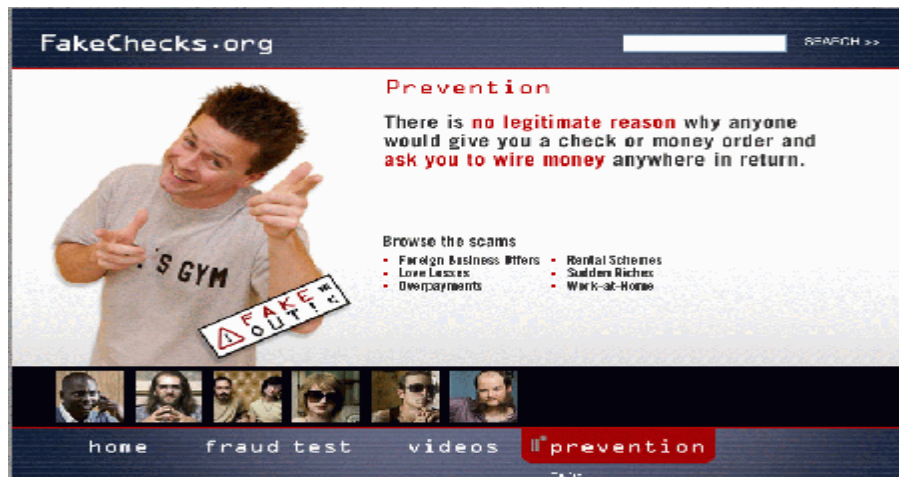 FakeChecks.org
SEARCH >>
Prevention
There is no legitimate reason why anyone
would give you a check or money order and
ask you to wire money anywhere in return.
Browse the scams
Foreign Business Offers
Love Losses
Overpayments
Rental Schemes
Sudden Riches
Work-at-Home
'S GYM
FAKE
OUT!
home fraud test videos prevention